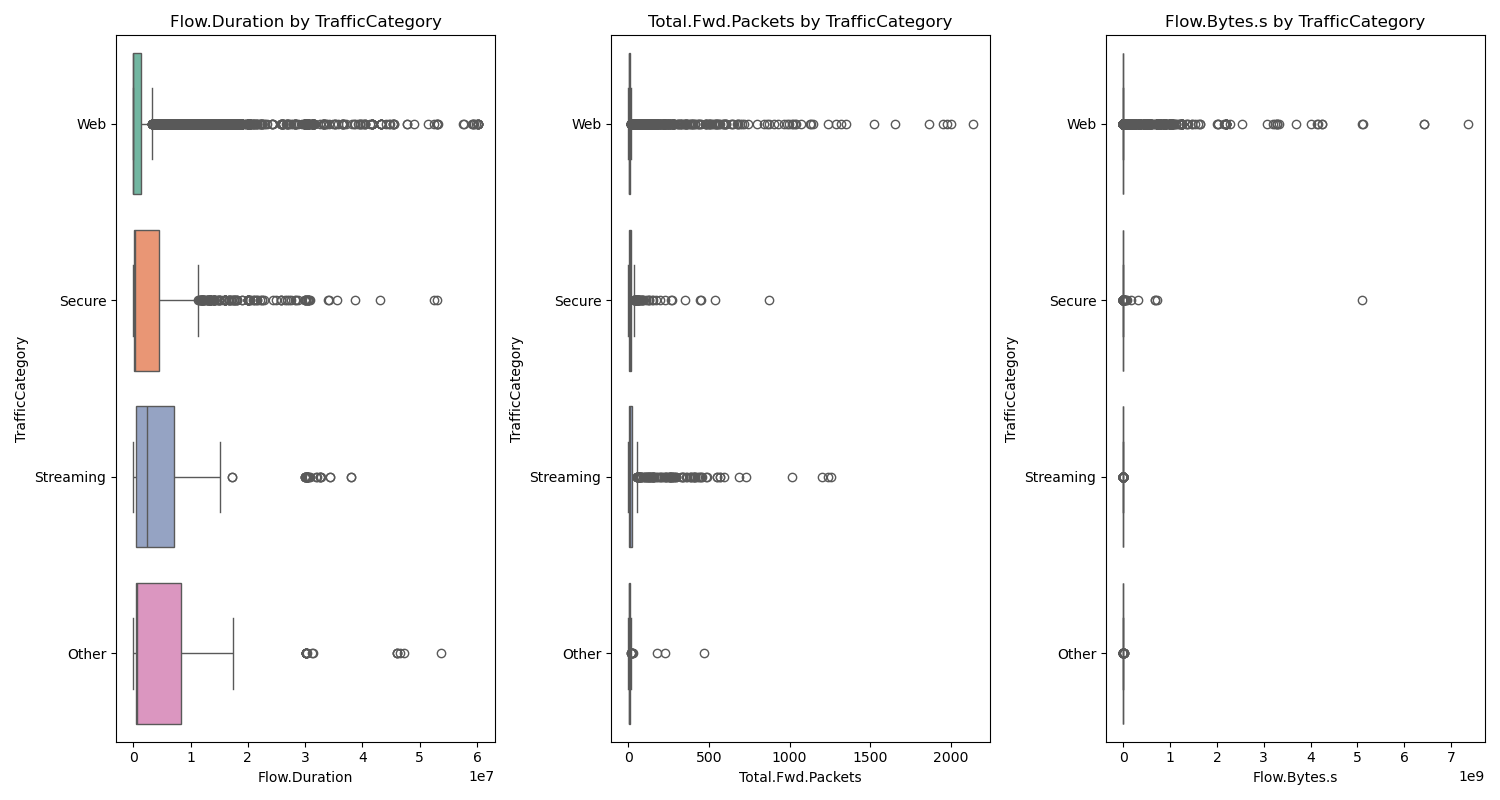 Flow.Duration by TrafficCategory
TrafficCategory
Web
Secure
Streaming
Other
0 1 2 3 4 5 6
1e7
Flow.Duration
Total.Fwd.Packets by TrafficCategory
TrafficCategory
Web
Secure
Streaming
Other
0 500 1000 1500 2000
Total.Fwd.Packets
Flow.Bytes.s by TrafficCategory
TrafficCategory
Web
Secure
Streaming
Other
0 1 2 3 4 5 6 7
1e9
Flow.Bytes.s